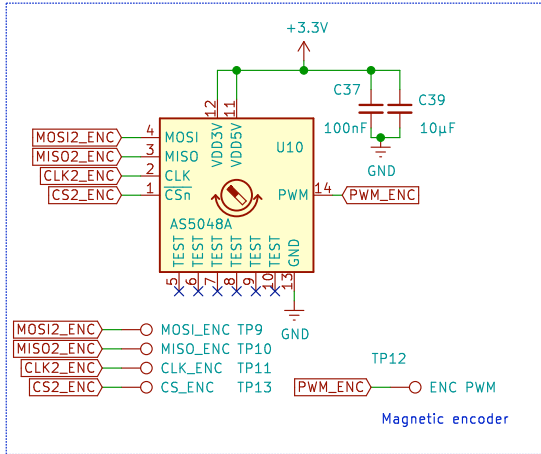 +3.3V
C37
C39
100nF
10µF
GND
12
11
VDD3V
VDD5V
U10
MOSI2_ENC 4 MOSI
MISO2_ENC 3 MISO
CLK2_ENC 2 CLK
CS2_ENC 1 CSn
PWM 14 PWM_ENC
AS5048A
TEST TEST TEST TEST TEST TEST GND
5 6 7 8 9 10 13
GND
MOSI2_ENC MOSI_ENC TP9
MISO2_ENC MISO_ENC TP10
CLK2_ENC CLK_ENC TP11
CS2_ENC CS_ENC TP13
TP12
PWM_ENC ENC PWM
Magnetic encoder